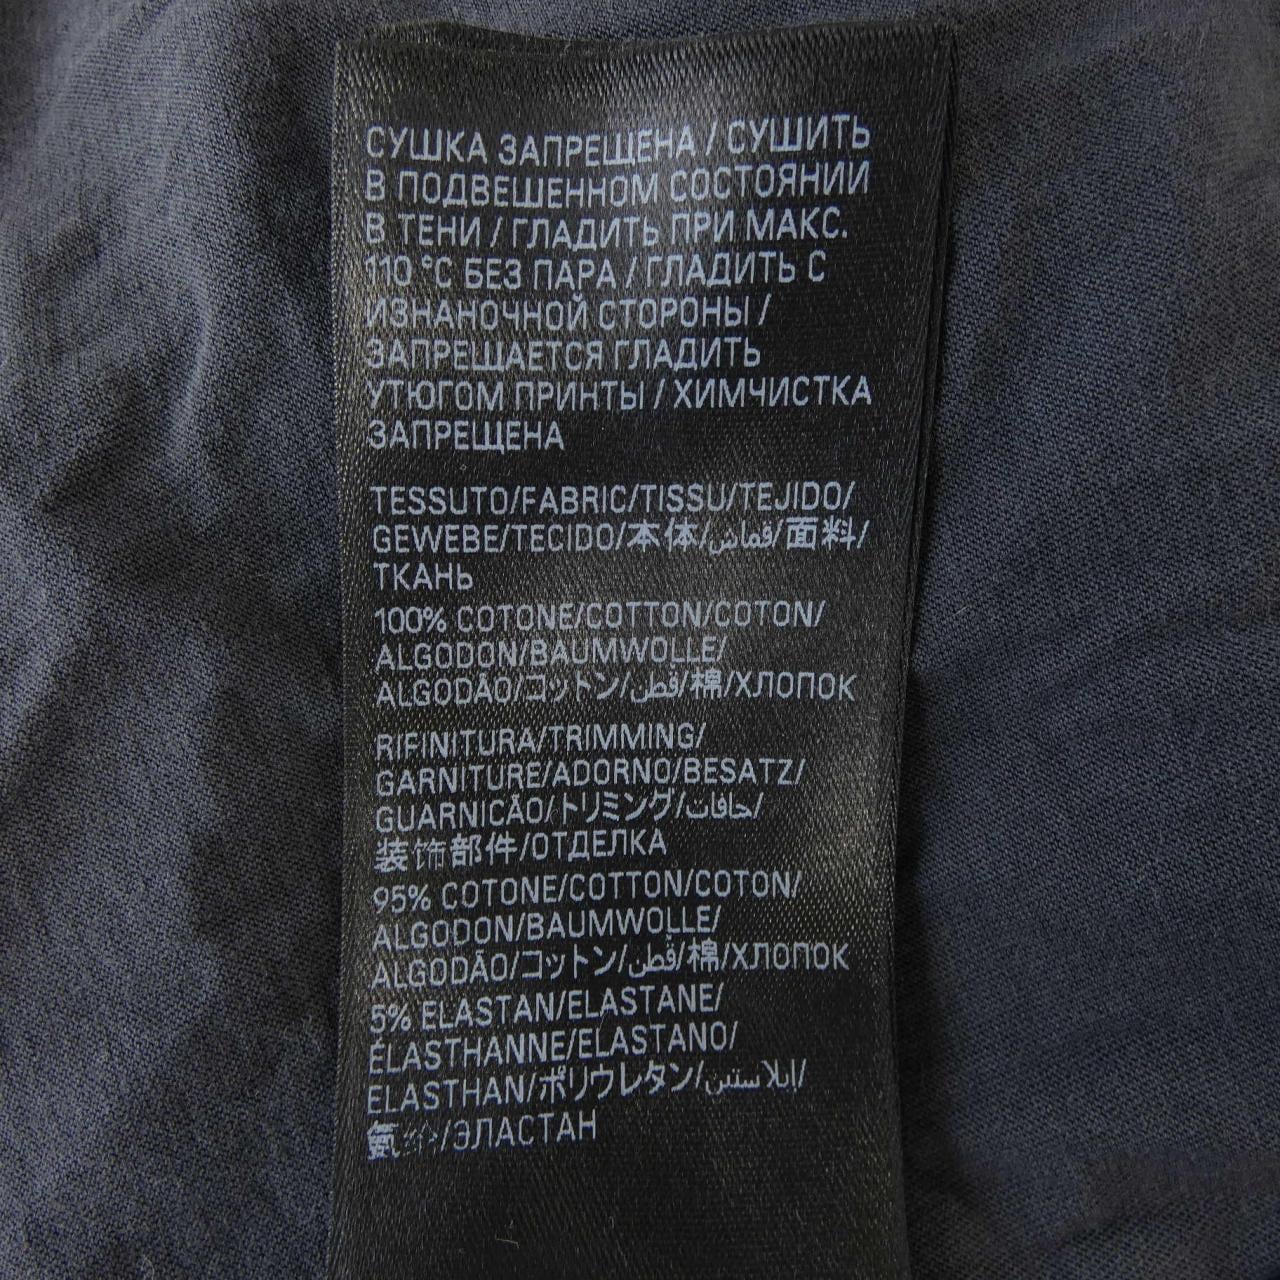 СУШКА ЗАПРЕЩЕНА / СУШИТЬ
В ПОДВЕШЕННОМ СОСТОЯНИИ
В ТЕНИ / ГЛАДИТЬ ПРИ МАКС.
110 °C БЕЗ ПАРА / ГЛАДИТЬ С
ИЗНАНОЧНОЙ СТОРОНЫ /
ЗАПРЕЩАЕТСЯ ГЛАДИТЬ
УТЮГОМ ПРИНТЫ / ХИМЧИСТКА
ЗАПРЕЩЕНА
TESSUTO/FABRIC/TISSU/TEJIDO/
GEWEBE/TECIDO/本体/قماش/面料/
ТКАНЬ
100% COTONE/COTTON/COTON/
ALGODON/BAUMWOLLE/
ALGODÃO/コットン/قطن/棉/ХЛОПОК
RIFINITURA/TRIMMING/
GARNITURE/ADORNO/BESATZ/
GUARNICÃO/トリミング/حافات/
装饰部件/ОТДЕЛКА
95% COTONE/COTTON/COTON/
ALGODON/BAUMWOLLE/
ALGODÃO/コットン/قطن/棉/ХЛОПОК
5% ELASTAN/ELASTANE/
ÉLASTHANNE/ELASTANO/
ELASTHAN/ポリウレタン/إيلاستين/
/ЭЛАСТАН